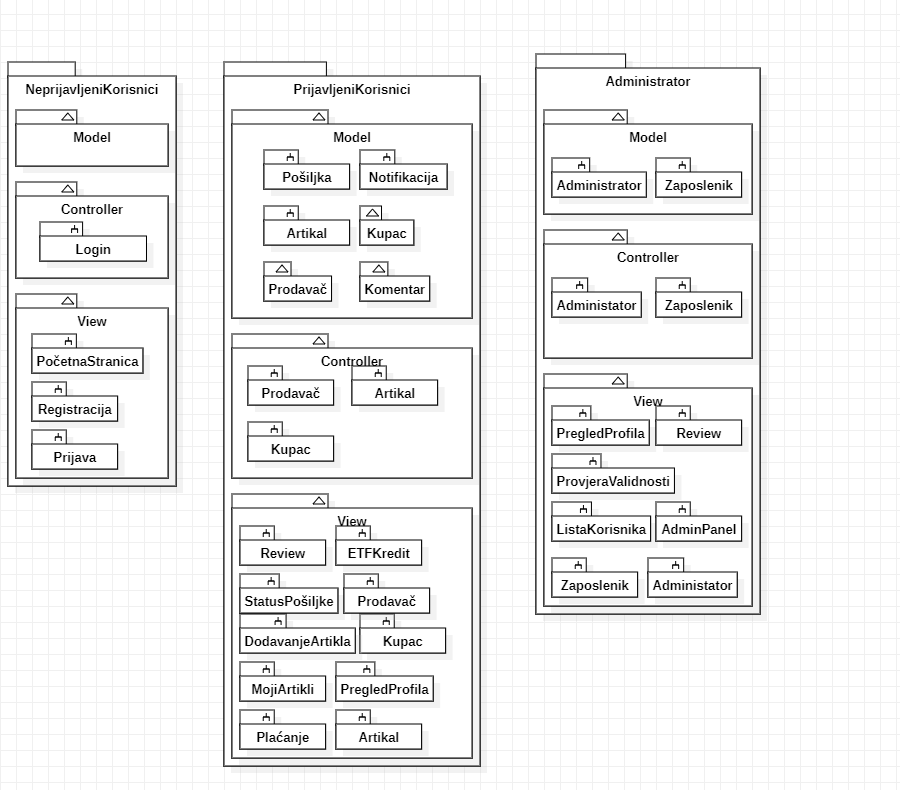 NeprijavljeniKorisnici
Model
Controller
Login
View
PočetnaStranica
Registracija
Prijava
PrijavljeniKorisnici
Model
Pošiljka
Notifikacija
Artikal
Kupac
Prodavač
Komentar
Controller
Prodavač
Artikal
Kupac
View
Review
ETFKredit
StatusPošiljke
Prodavač
DodavanjeArtikla
Kupac
MojiArtikli
PregledProfila
Plaćanje
Artikal
Administrator
Model
Administrator
Zaposlenik
Controller
Administator
Zaposlenik
View
PregledProfila
Review
ProvjeraValidnosti
ListaKorisnika
AdminPanel
Zaposlenik
Administator